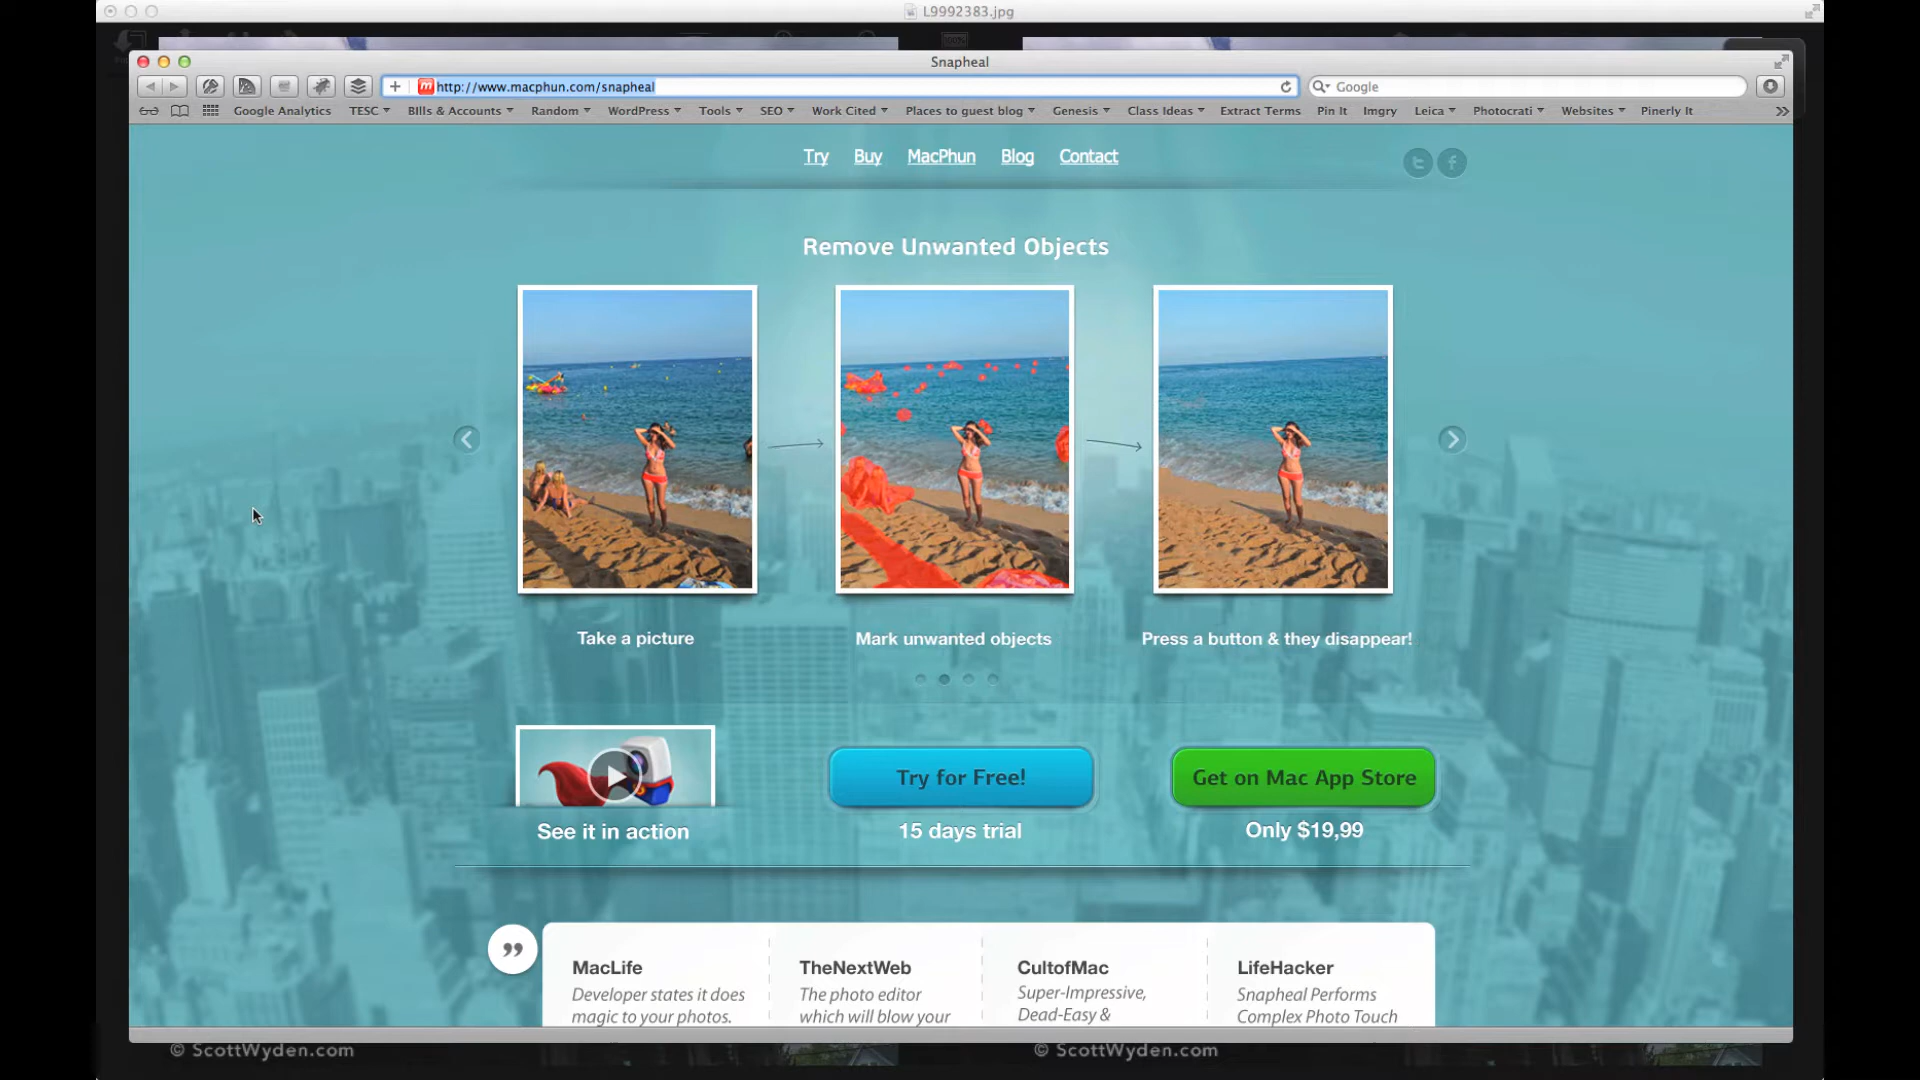 L9992383.jpg
Snapheal
http://www.macphun.com/snapheal
Google
Google Analytics TESC BIlls & Accounts Random WordPress Tools SEO Work Cited Places to guest blog Genesis Class Ideas Extract Terms Pin It Imgry Leica Photocrati Websites Pinerly It
Try Buy MacPhun Blog Contact
Remove Unwanted Objects
Take a picture
Mark unwanted objects
Press a button & they disappear!
Try for Free!
Get on Mac App Store
See it in action
15 days trial
Only $19,99
MacLife
Developer states it does
magic to your photos.
TheNextWeb
The photo editor
which will blow your
CultofMac
Super-Impressive,
Dead-Easy &
LifeHacker
Snapheal Performs
Complex Photo Touch
© ScottWyden.com
© ScottWyden.com